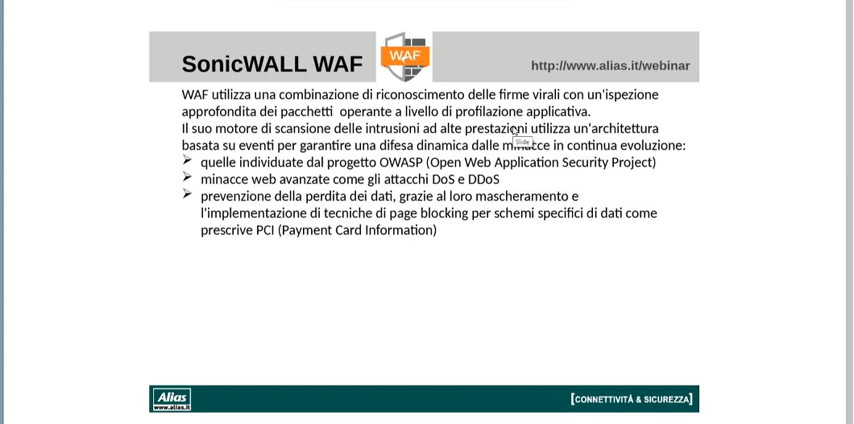 SonicWALL WAF
WAF
http://www.alias.it/webinar
WAF utilizza una combinazione di riconoscimento delle firme virali con un'ispezione
approfondita dei pacchetti operante a livello di profilazione applicativa.
Il suo motore di scansione delle intrusioni ad alte prestazioni utilizza un'architettura
Slide
basata su eventi per garantire una difesa dinamica dalle minacce in continua evoluzione:
➢ quelle individuate dal progetto OWASP (Open Web Application Security Project)
➢ minacce web avanzate come gli attacchi DoS e DDoS
➢ prevenzione della perdita dei dati, grazie al loro mascheramento e
l'implementazione di tecniche di page blocking per schemi specifici di dati come
prescrive PCI (Payment Card Information)
Alias
www.alias.it
[CONNETTIVITÁ & SICUREZZA]